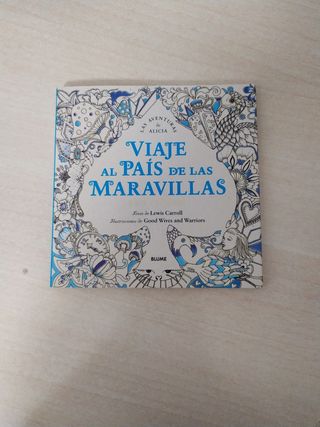 LAS AVENTURAS
de
ALICIA
VIAJE
AL PAÍS DE LAS
MARAVILLAS
Texto de Lewis Carroll
Ilustraciones de Good Wives and Warriors
BLUME